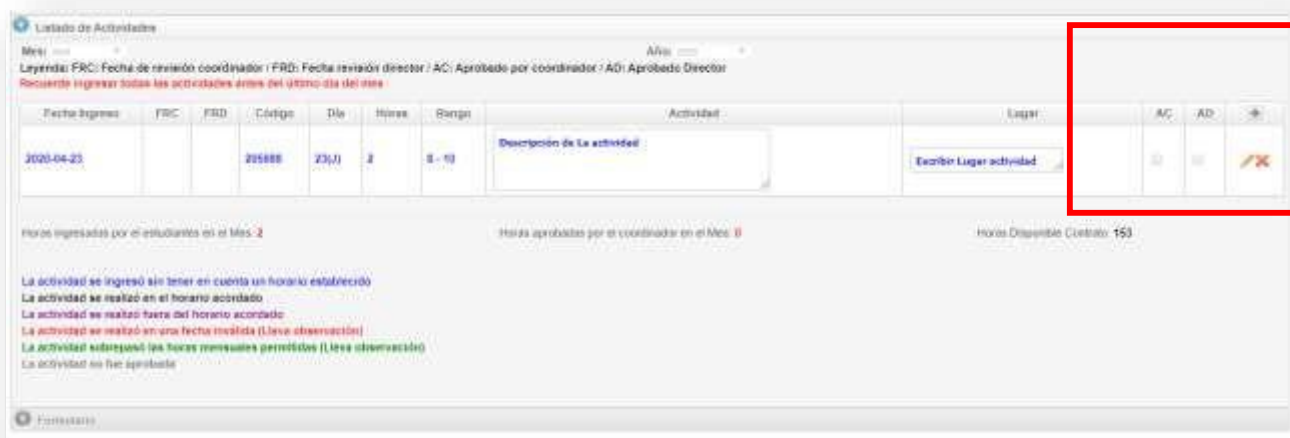 Listado de Actividades
Mes: Año:
Leyenda: FRC: Fecha de revisión coordinador / FRD: Fecha revisión director / AC: Aprobado por coordinador / AD: Aprobado Director
Recuerde ingresar todas las actividades antes del último día del mes
Fecha Ingreso FRC FRD Código Día Horas Rango Actividad Lugar AC AD
2020-04-23 205888 23(J) 2 8 - 10 Descripción de La actividad Escribir Lugar actividad
Horas ingresadas por el estudiantes en el Mes: 2 Horas aprobadas por el coordinador en el Mes: 0 Horas Disponible Contrato: 153
La actividad se ingresó sin tener en cuenta un horario establecido
La actividad se realizó en el horario acordado
La actividad se realizó fuera del horario acordado
La actividad se realizó en una fecha inválida (Lleva observación)
La actividad sobrepasó las horas mensuales permitidas (Lleva observación)
La actividad no fue aprobada
Formulario